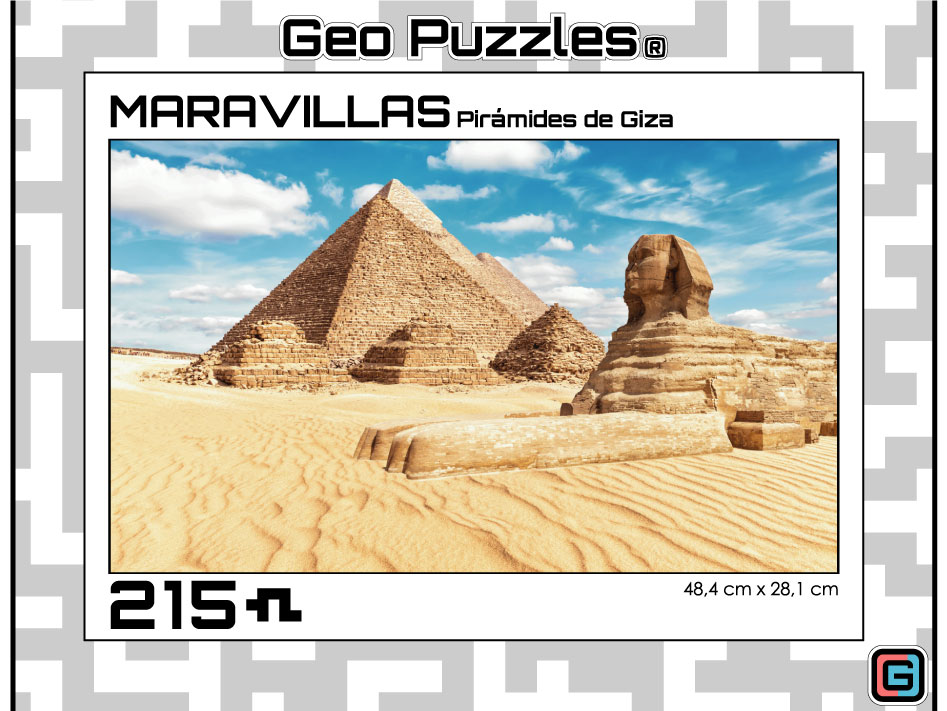 Geo Puzzles®
MARAVILLAS Pirámides de Giza
215
48,4 cm x 28,1 cm
G